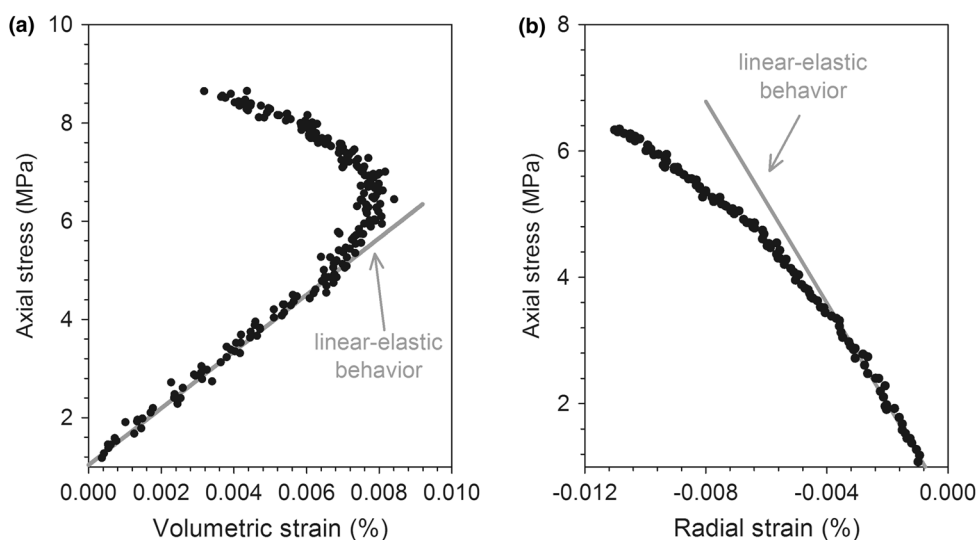 (a)
10
8
6
4
2
Axial stress (MPa)
linear-elastic
behavior
0.000 0.002 0.004 0.006 0.008 0.010
Volumetric strain (%)
(b)
8
6
4
2
Axial stress (MPa)
linear-elastic
behavior
-0.012 -0.008 -0.004 0.000
Radial strain (%)